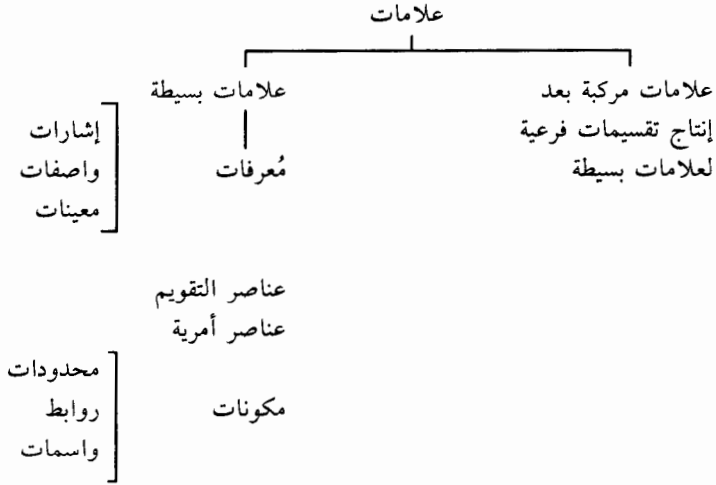 علامات
علامات مركبة بعد
إنتاج تقسيمات فرعية
لعلامات بسيطة
علامات بسيطة
مُعرفات
إشارات
واصفات
معينات
عناصر التقويم
عناصر أمرية
مكونات
محدودات
روابط
واسمات